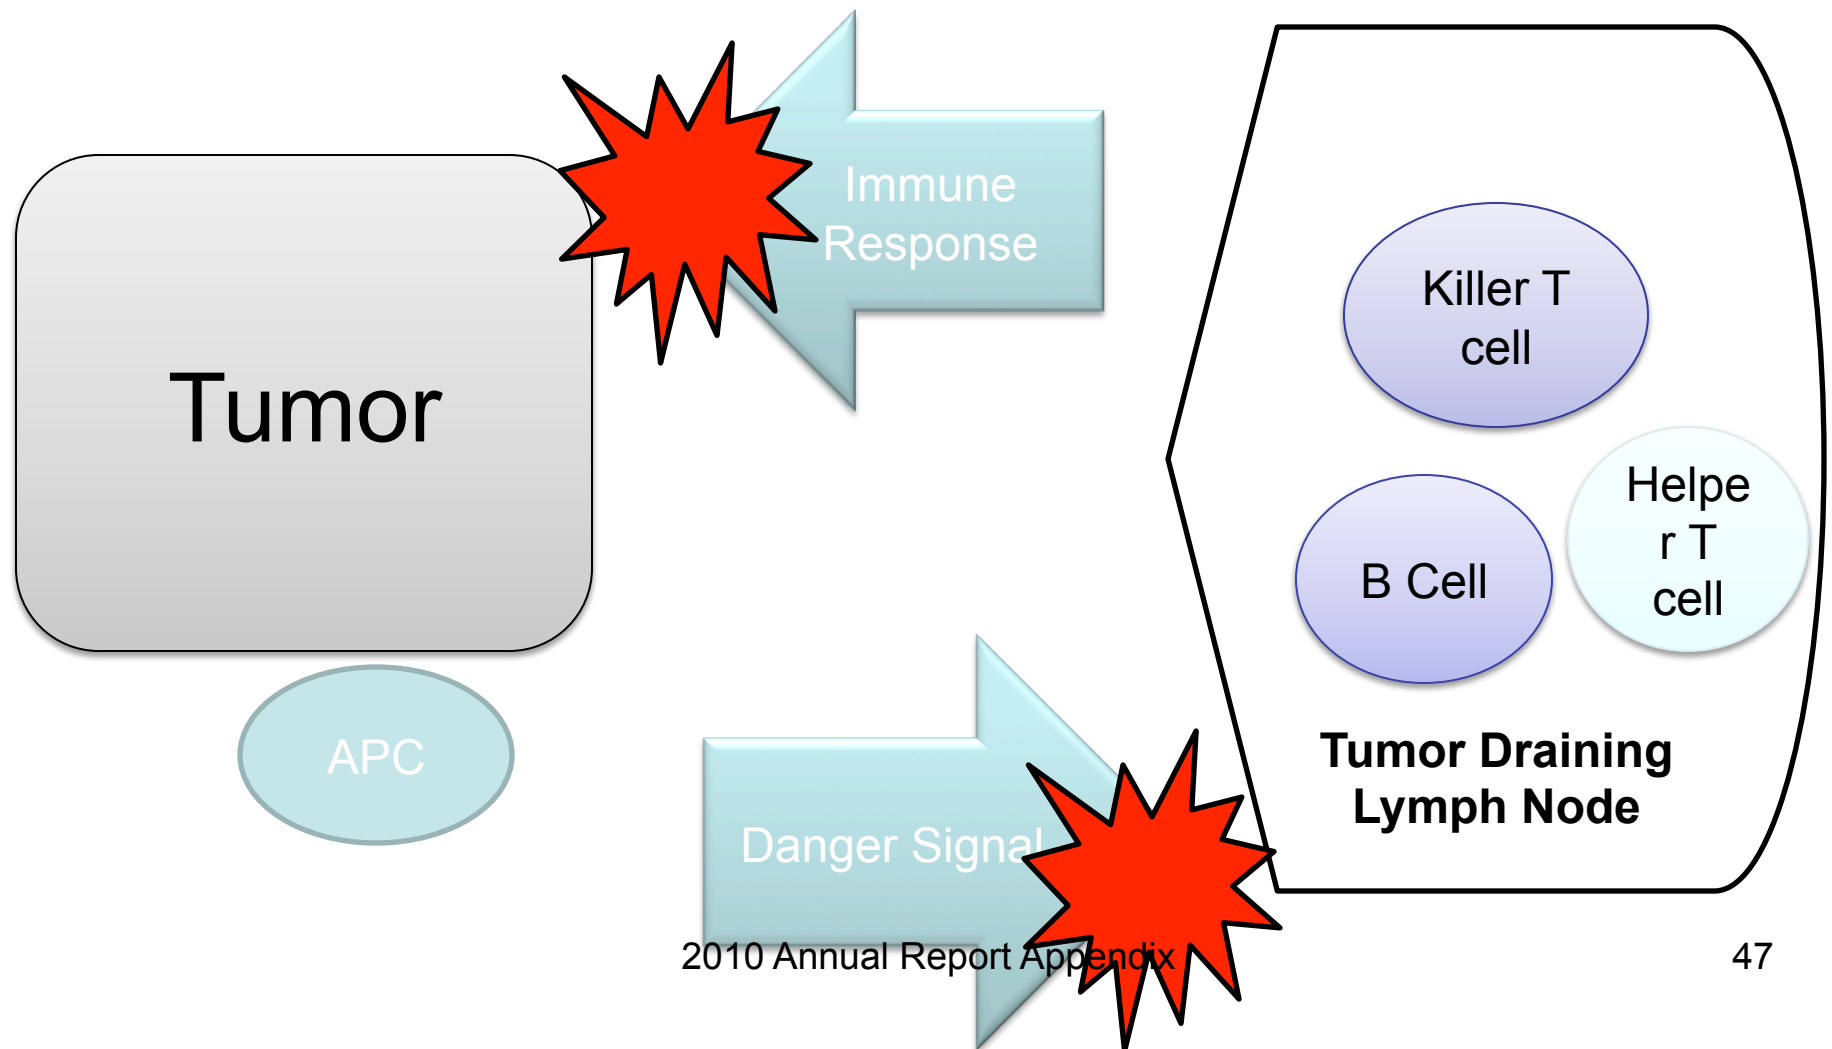 Immune
Response
Tumor
Killer T
cell
Helpe
r T
cell
B Cell
APC
Tumor Draining
Lymph Node
Danger Signal
2010 Annual Report Appendix
47